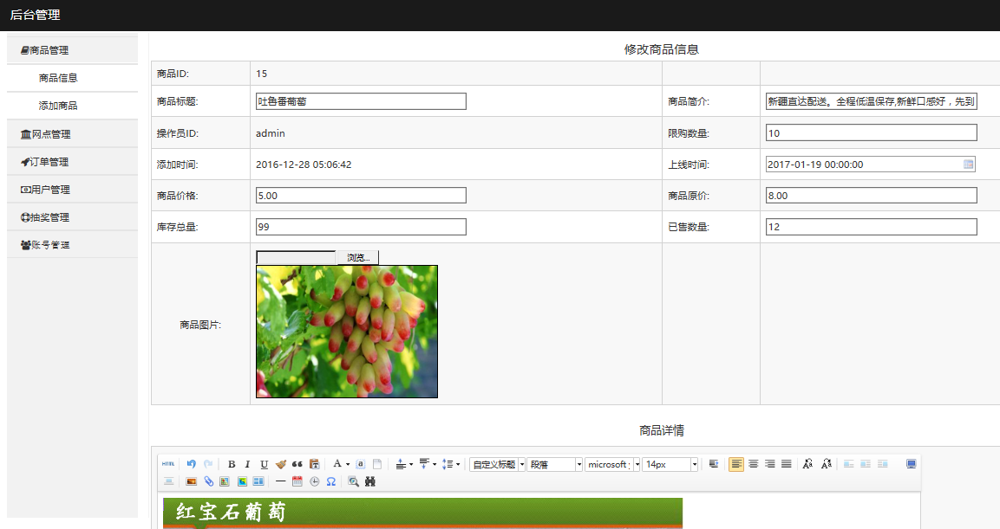 后台管理
商品管理
商品信息
添加商品
网点管理
订单管理
用户管理
抽奖管理
账号管理
修改商品信息
商品ID: 15
商品标题: 吐鲁番葡萄 商品简介: 新疆直达配送。全程低温保存,新鲜口感好，先到
操作员ID: admin 限购数量: 10
添加时间: 2016-12-28 05:06:42 上线时间: 2017-01-19 00:00:00
商品价格: 5.00 商品原价: 8.00
库存总量: 99 已售数量: 12
浏览...
商品图片:
商品详情
HTML B I U A a 自定义标题 段落 microsoft 14px
红宝石葡萄